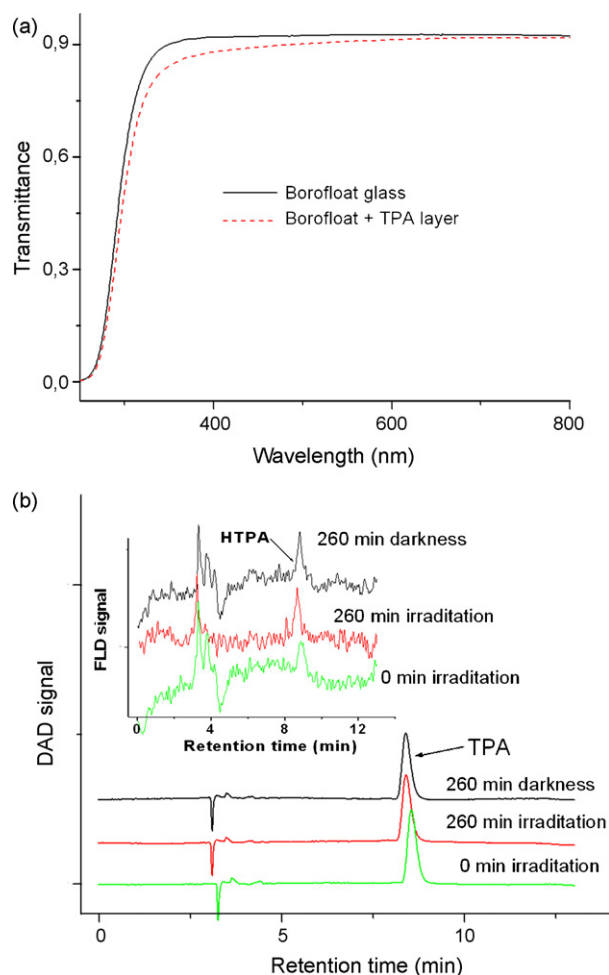 (a)
0,9
0,6
0,3
0,0
Transmittance
Borofloat glass
Borofloat + TPA layer
400
600
800
Wavelength (nm)
(b)
DAD signal
FLD signal
HTPA
260 min darkness
260 min irraditation
0 min irraditation
0
4
8
12
Retention time (min)
TPA
260 min darkness
260 min irraditation
0 min irraditation
0
5
10
Retention time (min)